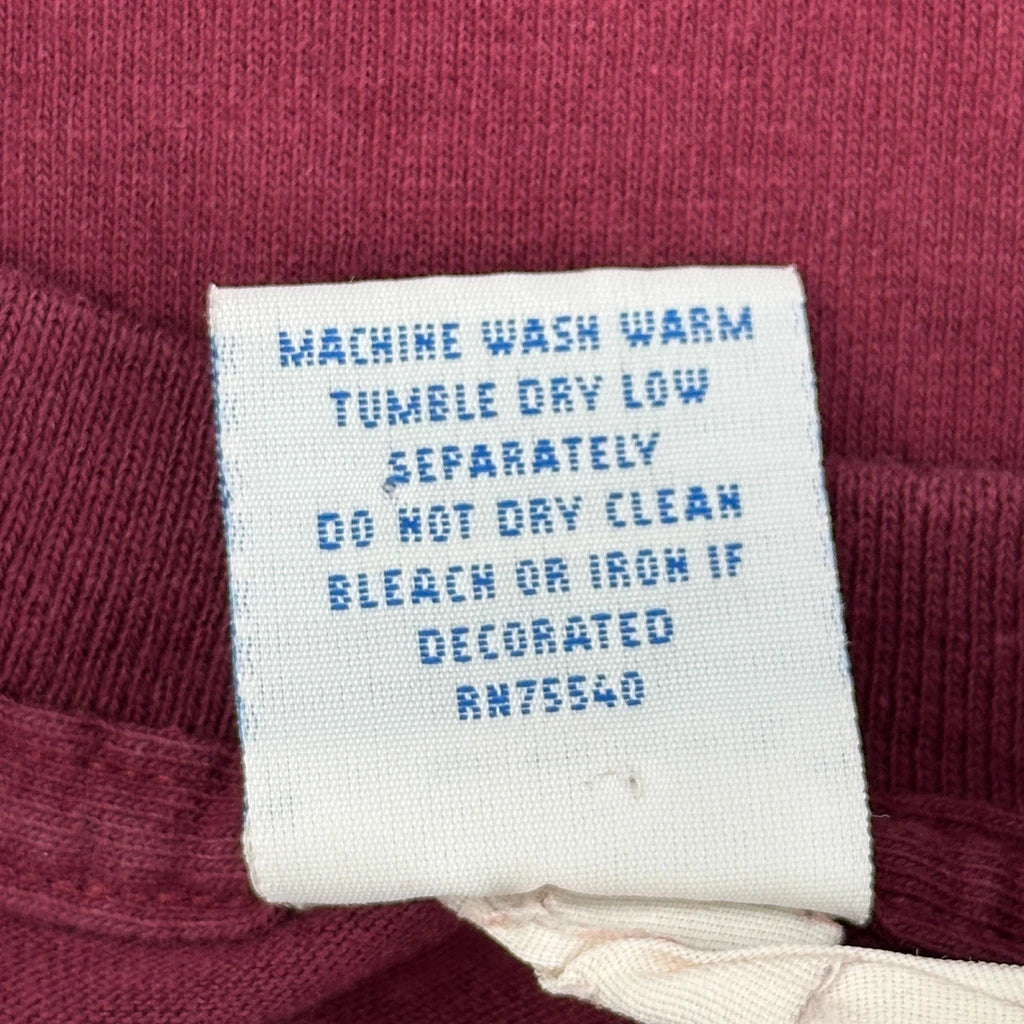 MACHINE WASH WARM
TUMBLE DRY LOW
SEPARATELY
DO NOT DRY CLEAN
BLEACH OR IRON IF
DECORATED
RN75540